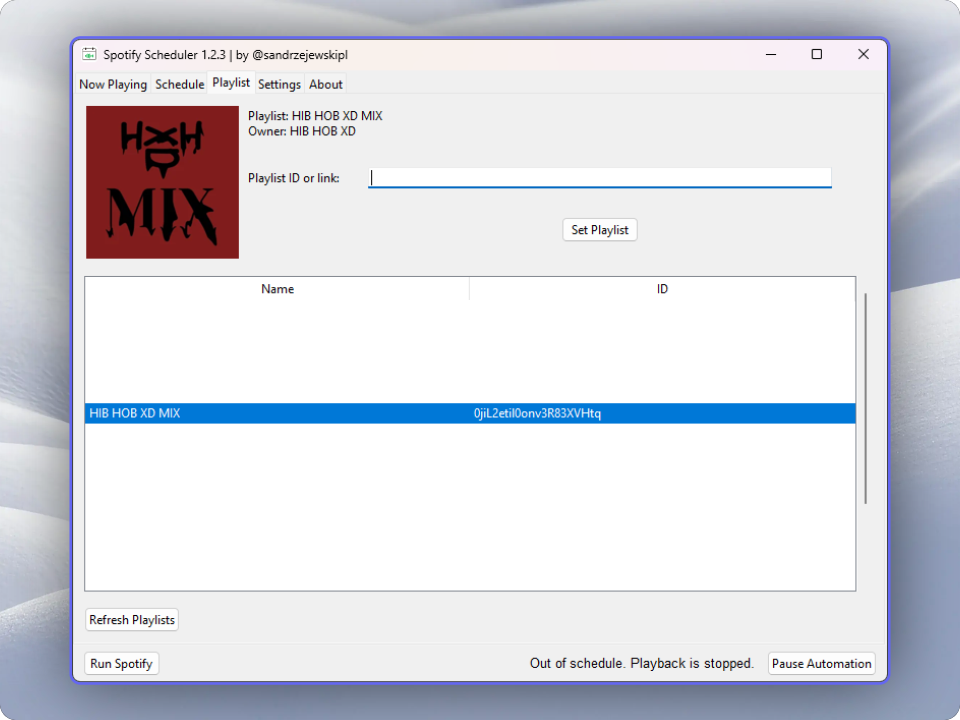 Spotify Scheduler 1.2.3 | by @sandrzejewskipl
Now Playing Schedule Playlist Settings About
HXH
D
MIX
Playlist: HIB HOB XD MIX
Owner: HIB HOB XD
Playlist ID or link:
Set Playlist
Name ID
HIB HOB XD MIX 0jiL2etiI0onv3R83XVHtq
Refresh Playlists
Run Spotify Out of schedule. Playback is stopped. Pause Automation